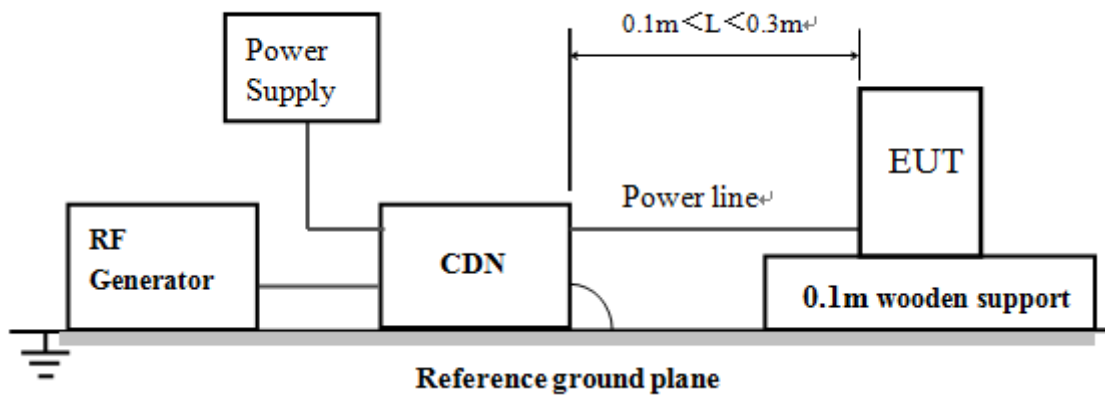 0.1m＜L＜0.3m↵
Power
Supply
EUT
Power line↵
RF
Generator
CDN
0.1m wooden support
Reference ground plane